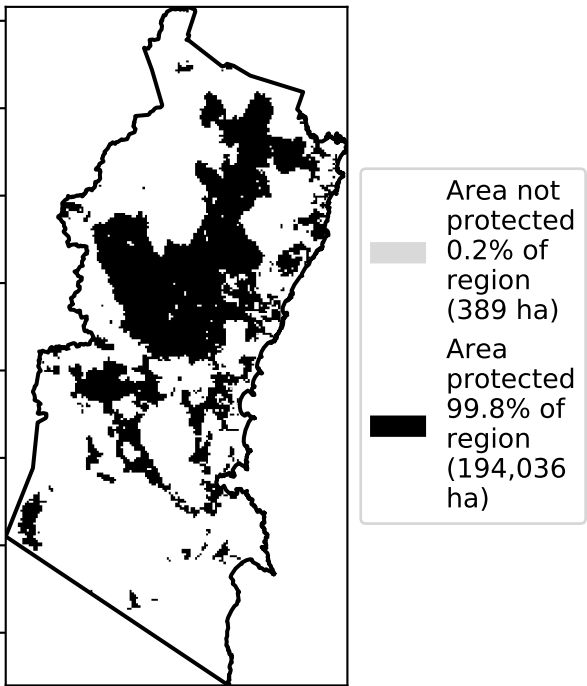 Area not
protected
0.2% of
region
(389 ha)
Area
protected
99.8% of
region
(194,036
ha)